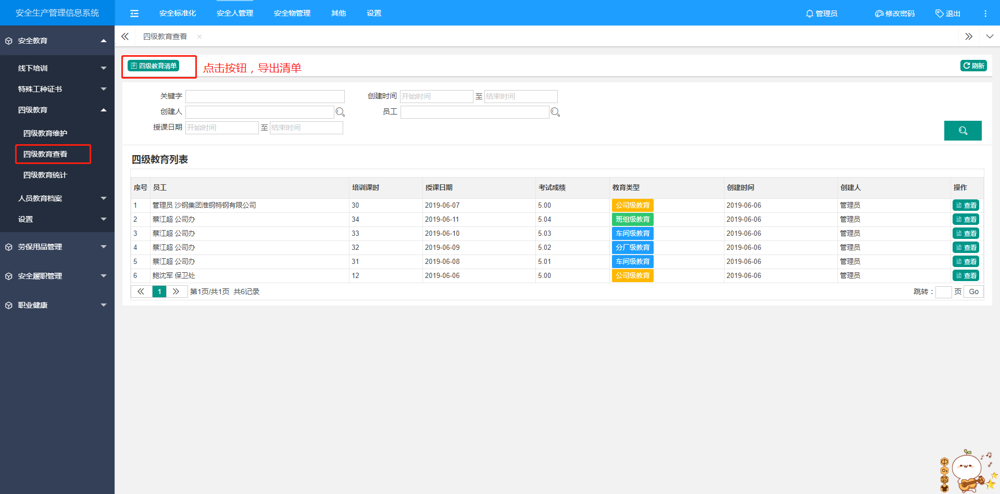 安全生产管理信息系统
安全标准化 安全人管理 安全物管理 其他 设置
管理员 修改密码 退出
安全教育
线下培训
特殊工种证书
四级教育
四级教育维护
四级教育查看
四级教育统计
人员教育档案
设置
劳保用品管理
安全履职管理
职业健康
四级教育查看
四级教育清单 点击按钮，导出清单 刷新
关键字 创建时间 开始时间 至 结束时间
创建人 员工
授课日期 开始时间 至 结束时间
四级教育列表
序号 员工 培训课时 授课日期 考试成绩 教育类型 创建时间 创建人 操作
1 管理员 沙钢集团淮钢特钢有限公司 30 2019-06-07 5.00 公司级教育 2019-06-06 管理员 查看
2 蔡江超 公司办 34 2019-06-11 5.04 班组级教育 2019-06-06 管理员 查看
3 蔡江超 公司办 33 2019-06-10 5.03 车间级教育 2019-06-06 管理员 查看
4 蔡江超 公司办 32 2019-06-09 5.02 分厂级教育 2019-06-06 管理员 查看
5 蔡江超 公司办 31 2019-06-08 5.01 车间级教育 2019-06-06 管理员 查看
6 鲍沈军 保卫处 12 2019-06-06 5.00 公司级教育 2019-06-06 管理员 查看
1 第1页/共1页 共6记录 跳转： 页 Go
中
简